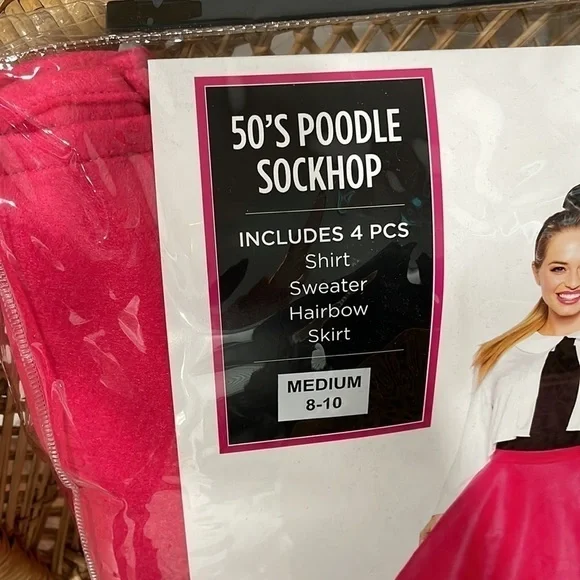 50'S POODLE
SOCKHOP
INCLUDES 4 PCS
Shirt
Sweater
Hairbow
Skirt
MEDIUM
8-10